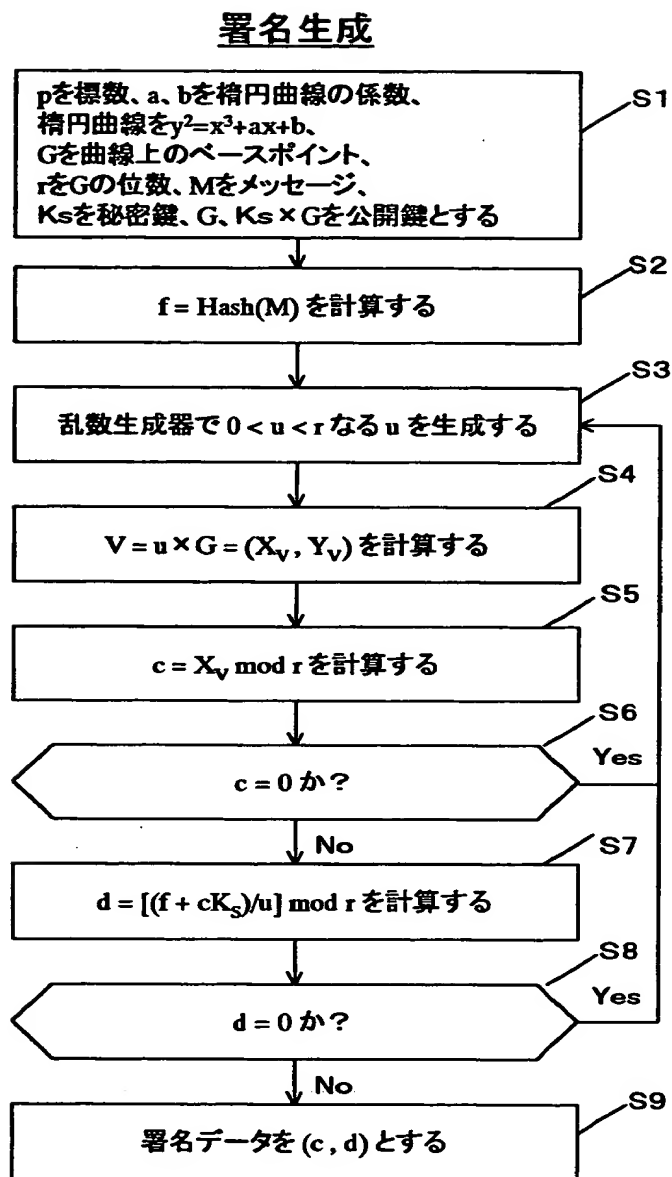 署名生成
S1
pを標数、a、bを楕円曲線の係数、
楕円曲線をy²=x³+ax+b、
Gを曲線上のベースポイント、
rをGの位数、Mをメッセージ、
Ksを秘密鍵、G、Ks×Gを公開鍵とする
S2
f = Hash(M) を計算する
S3
乱数生成器で 0 < u < r なる u を生成する
S4
V = u × G = (X_V , Y_V) を計算する
S5
c = X_V mod r を計算する
S6
Yes
c = 0 か?
No
S7
d = [(f + cK_S)/u] mod r を計算する
S8
Yes
d = 0 か?
No
S9
署名データを (c , d) とする